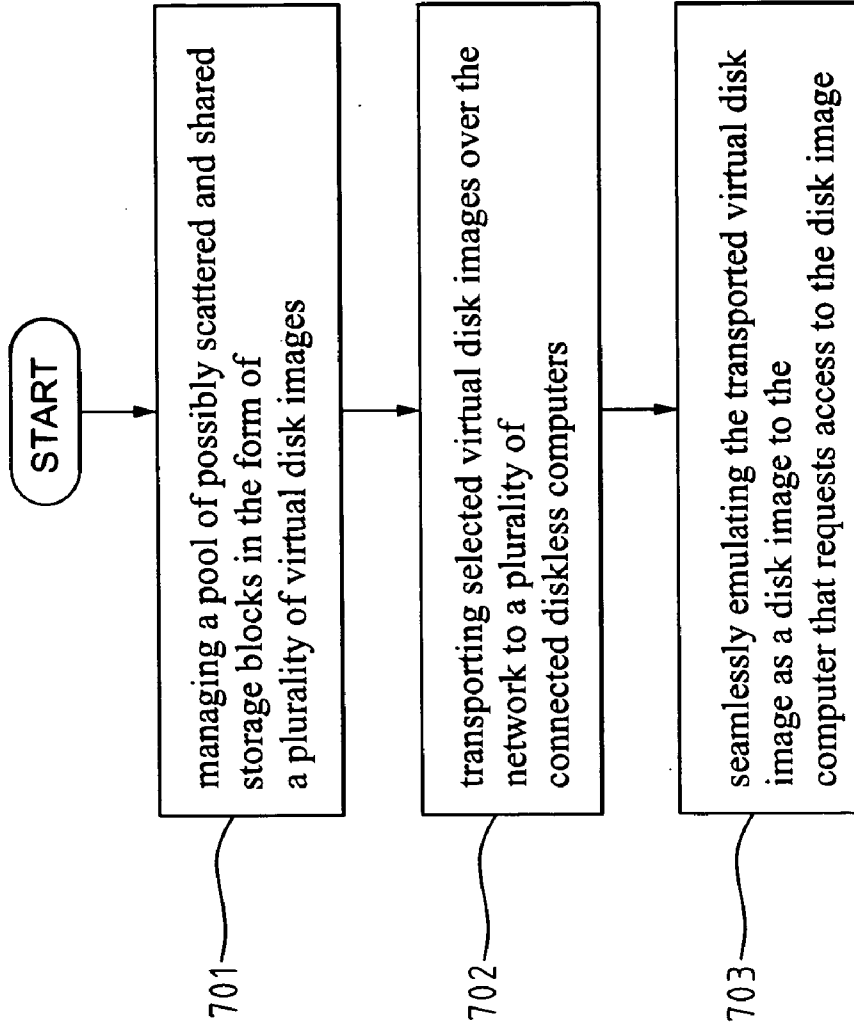 START
701
managing a pool of possibly scattered and shared
storage blocks in the form of
a plurality of virtual disk images
702
transporting selected virtual disk images over the
network to a plurality of
connected diskless computers
703
seamlessly emulating the transported virtual disk
image as a disk image to the
computer that requests access to the disk image